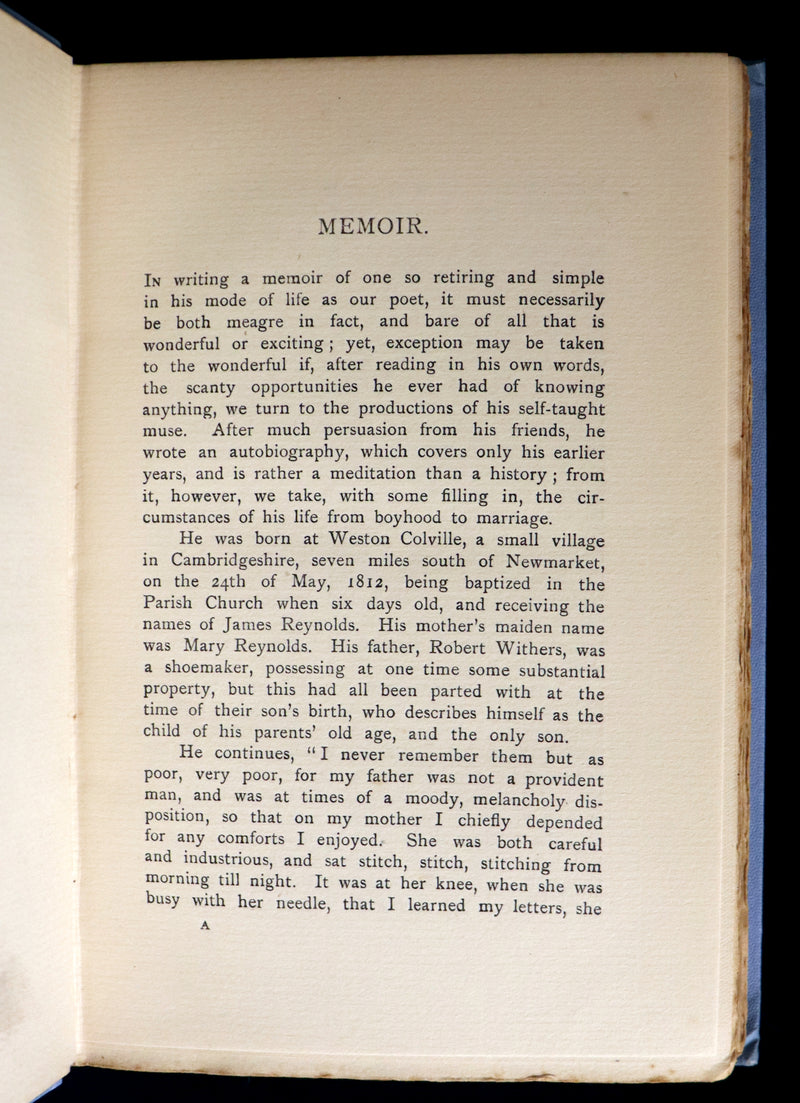 MEMOIR.
IN writing a memoir of one so retiring and simple
in his mode of life as our poet, it must necessarily
be both meagre in fact, and bare of all that is
wonderful or exciting; yet, exception may be taken
to the wonderful if, after reading in his own words,
the scanty opportunities he ever had of knowing
anything, we turn to the productions of his self-taught
muse. After much persuasion from his friends, he
wrote an autobiography, which covers only his earlier
years, and is rather a meditation than a history; from
it, however, we take, with some filling in, the cir-
cumstances of his life from boyhood to marriage.
He was born at Weston Colville, a small village
in Cambridgeshire, seven miles south of Newmarket,
on the 24th of May, 1812, being baptized in the
Parish Church when six days old, and receiving the
names of James Reynolds. His mother's maiden name
was Mary Reynolds. His father, Robert Withers, was
a shoemaker, possessing at one time some substantial
property, but this had all been parted with at the
time of their son's birth, who describes himself as the
child of his parents' old age, and the only son.
He continues, "I never remember them but as
poor, very poor, for my father was not a provident
man, and was at times of a moody, melancholy dis-
position, so that on my mother I chiefly depended
for any comforts I enjoyed. She was both careful
and industrious, and sat stitch, stitch, stitching from
morning till night. It was at her knee, when she was
busy with her needle, that I learned my letters, she
A